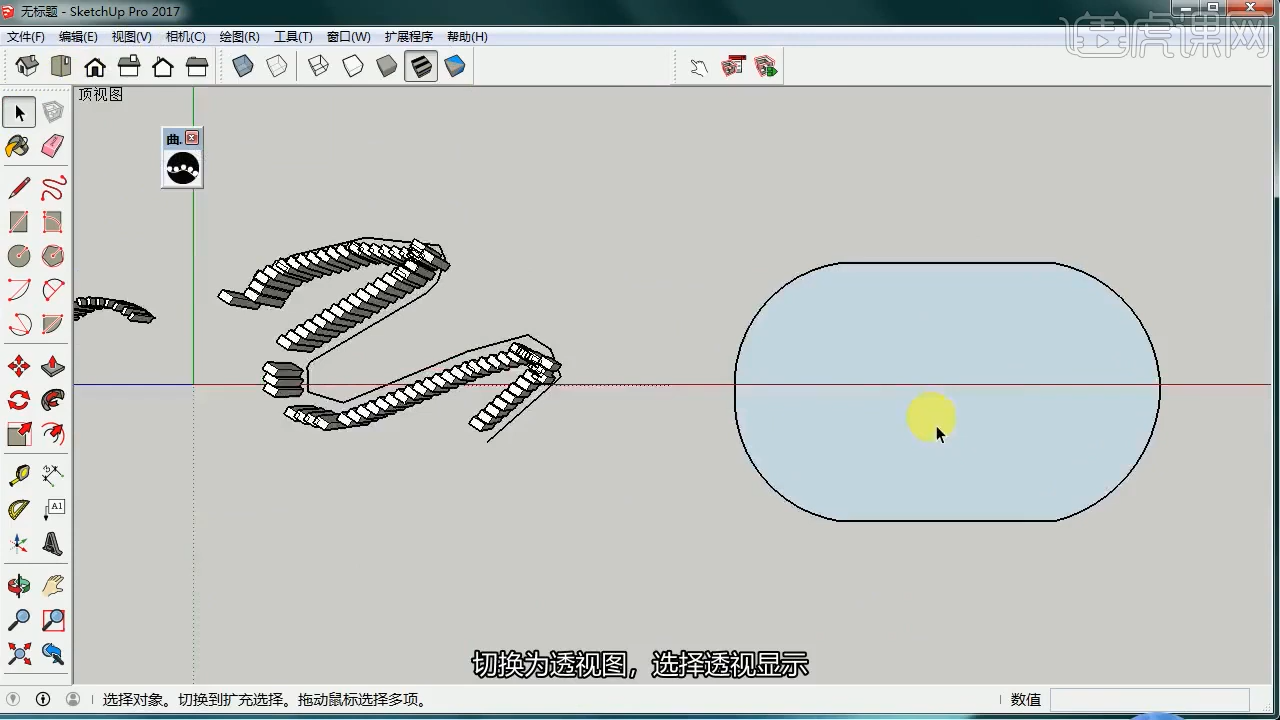 无标题 - SketchUp Pro 2017
虎课网
文件(F) 编辑(E) 视图(V) 相机(C) 绘图(R) 工具(T) 窗口(W) 扩展程序 帮助(H)
顶视图
曲.
A1
切换为透视图，选择透视显示
选择对象。切换到扩充选择。拖动鼠标选择多项。
数值